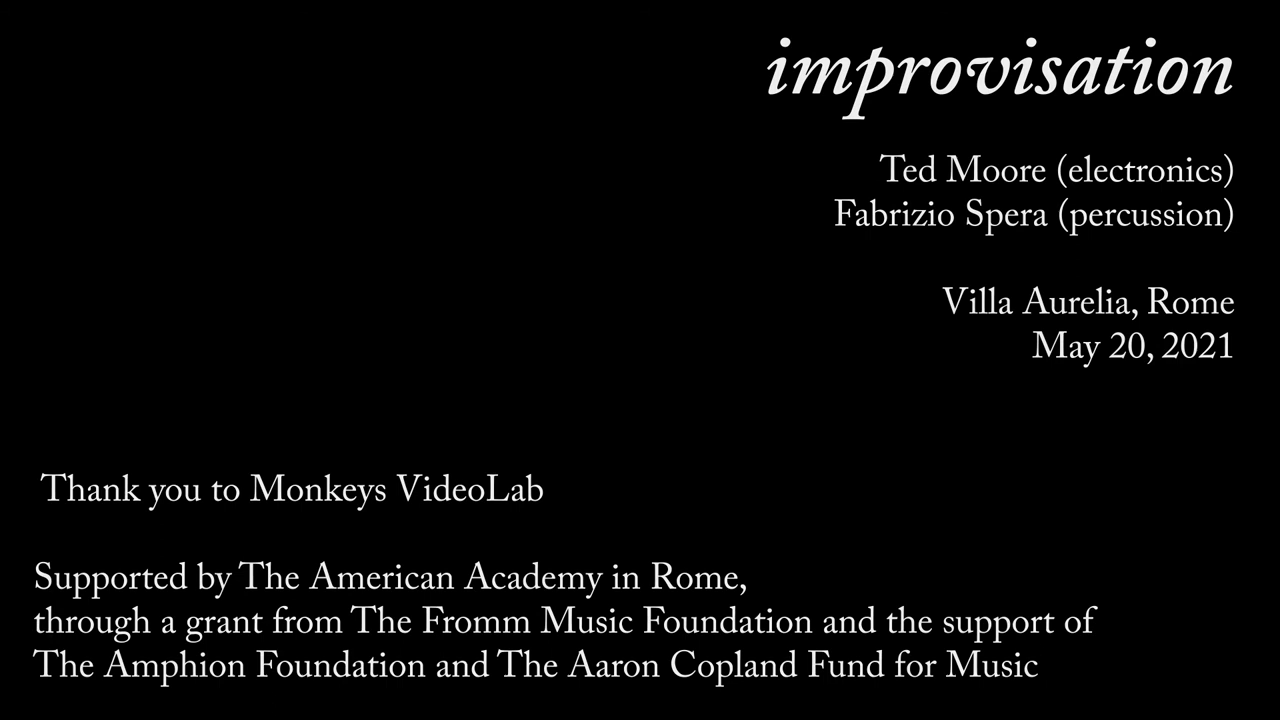 improvisation
Ted Moore (electronics)
Fabrizio Spera (percussion)
Villa Aurelia, Rome
May 20, 2021
Thank you to Monkeys VideoLab
Supported by The American Academy in Rome,
through a grant from The Fromm Music Foundation and the support of
The Amphion Foundation and The Aaron Copland Fund for Music